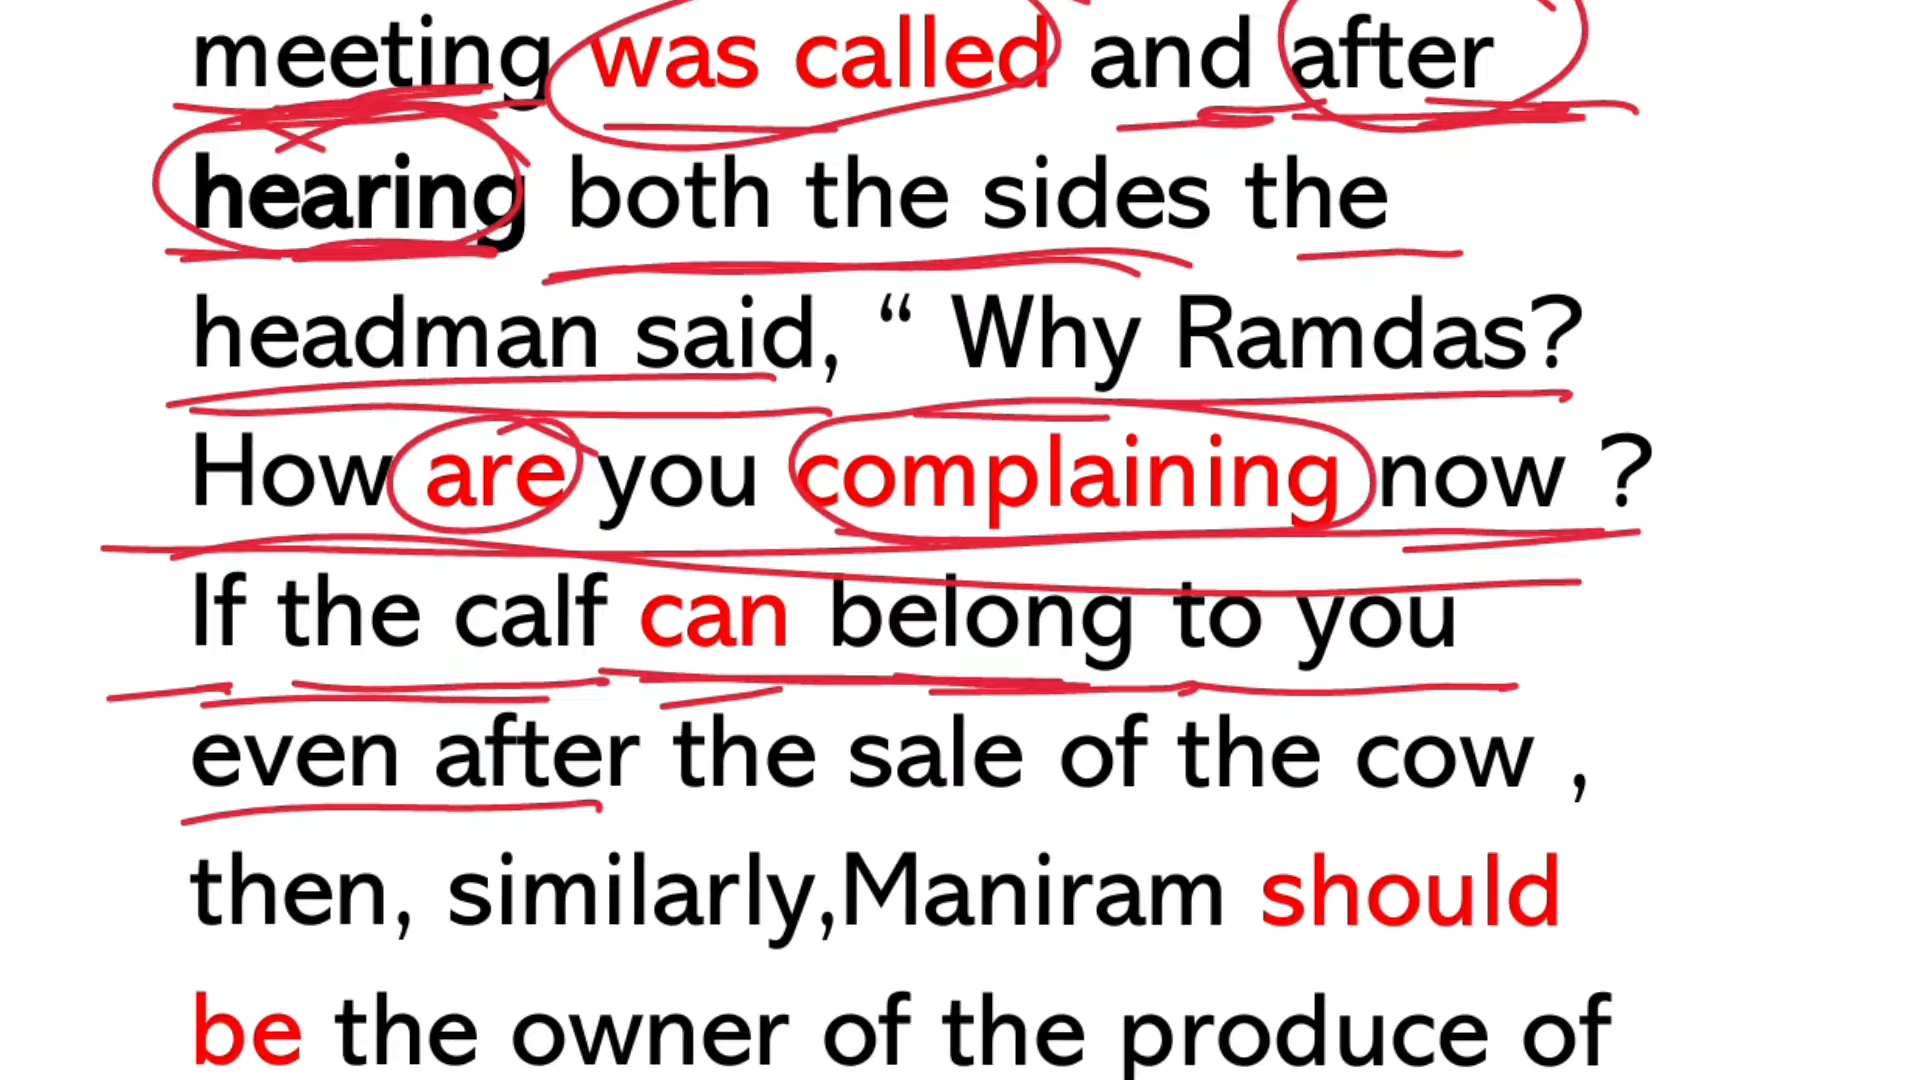 meeting was called and after
hearing both the sides the
headman said, “ Why Ramdas?
How are you complaining now ?
If the calf can belong to you
even after the sale of the cow ,
then, similarly,Maniram should
be the owner of the produce of